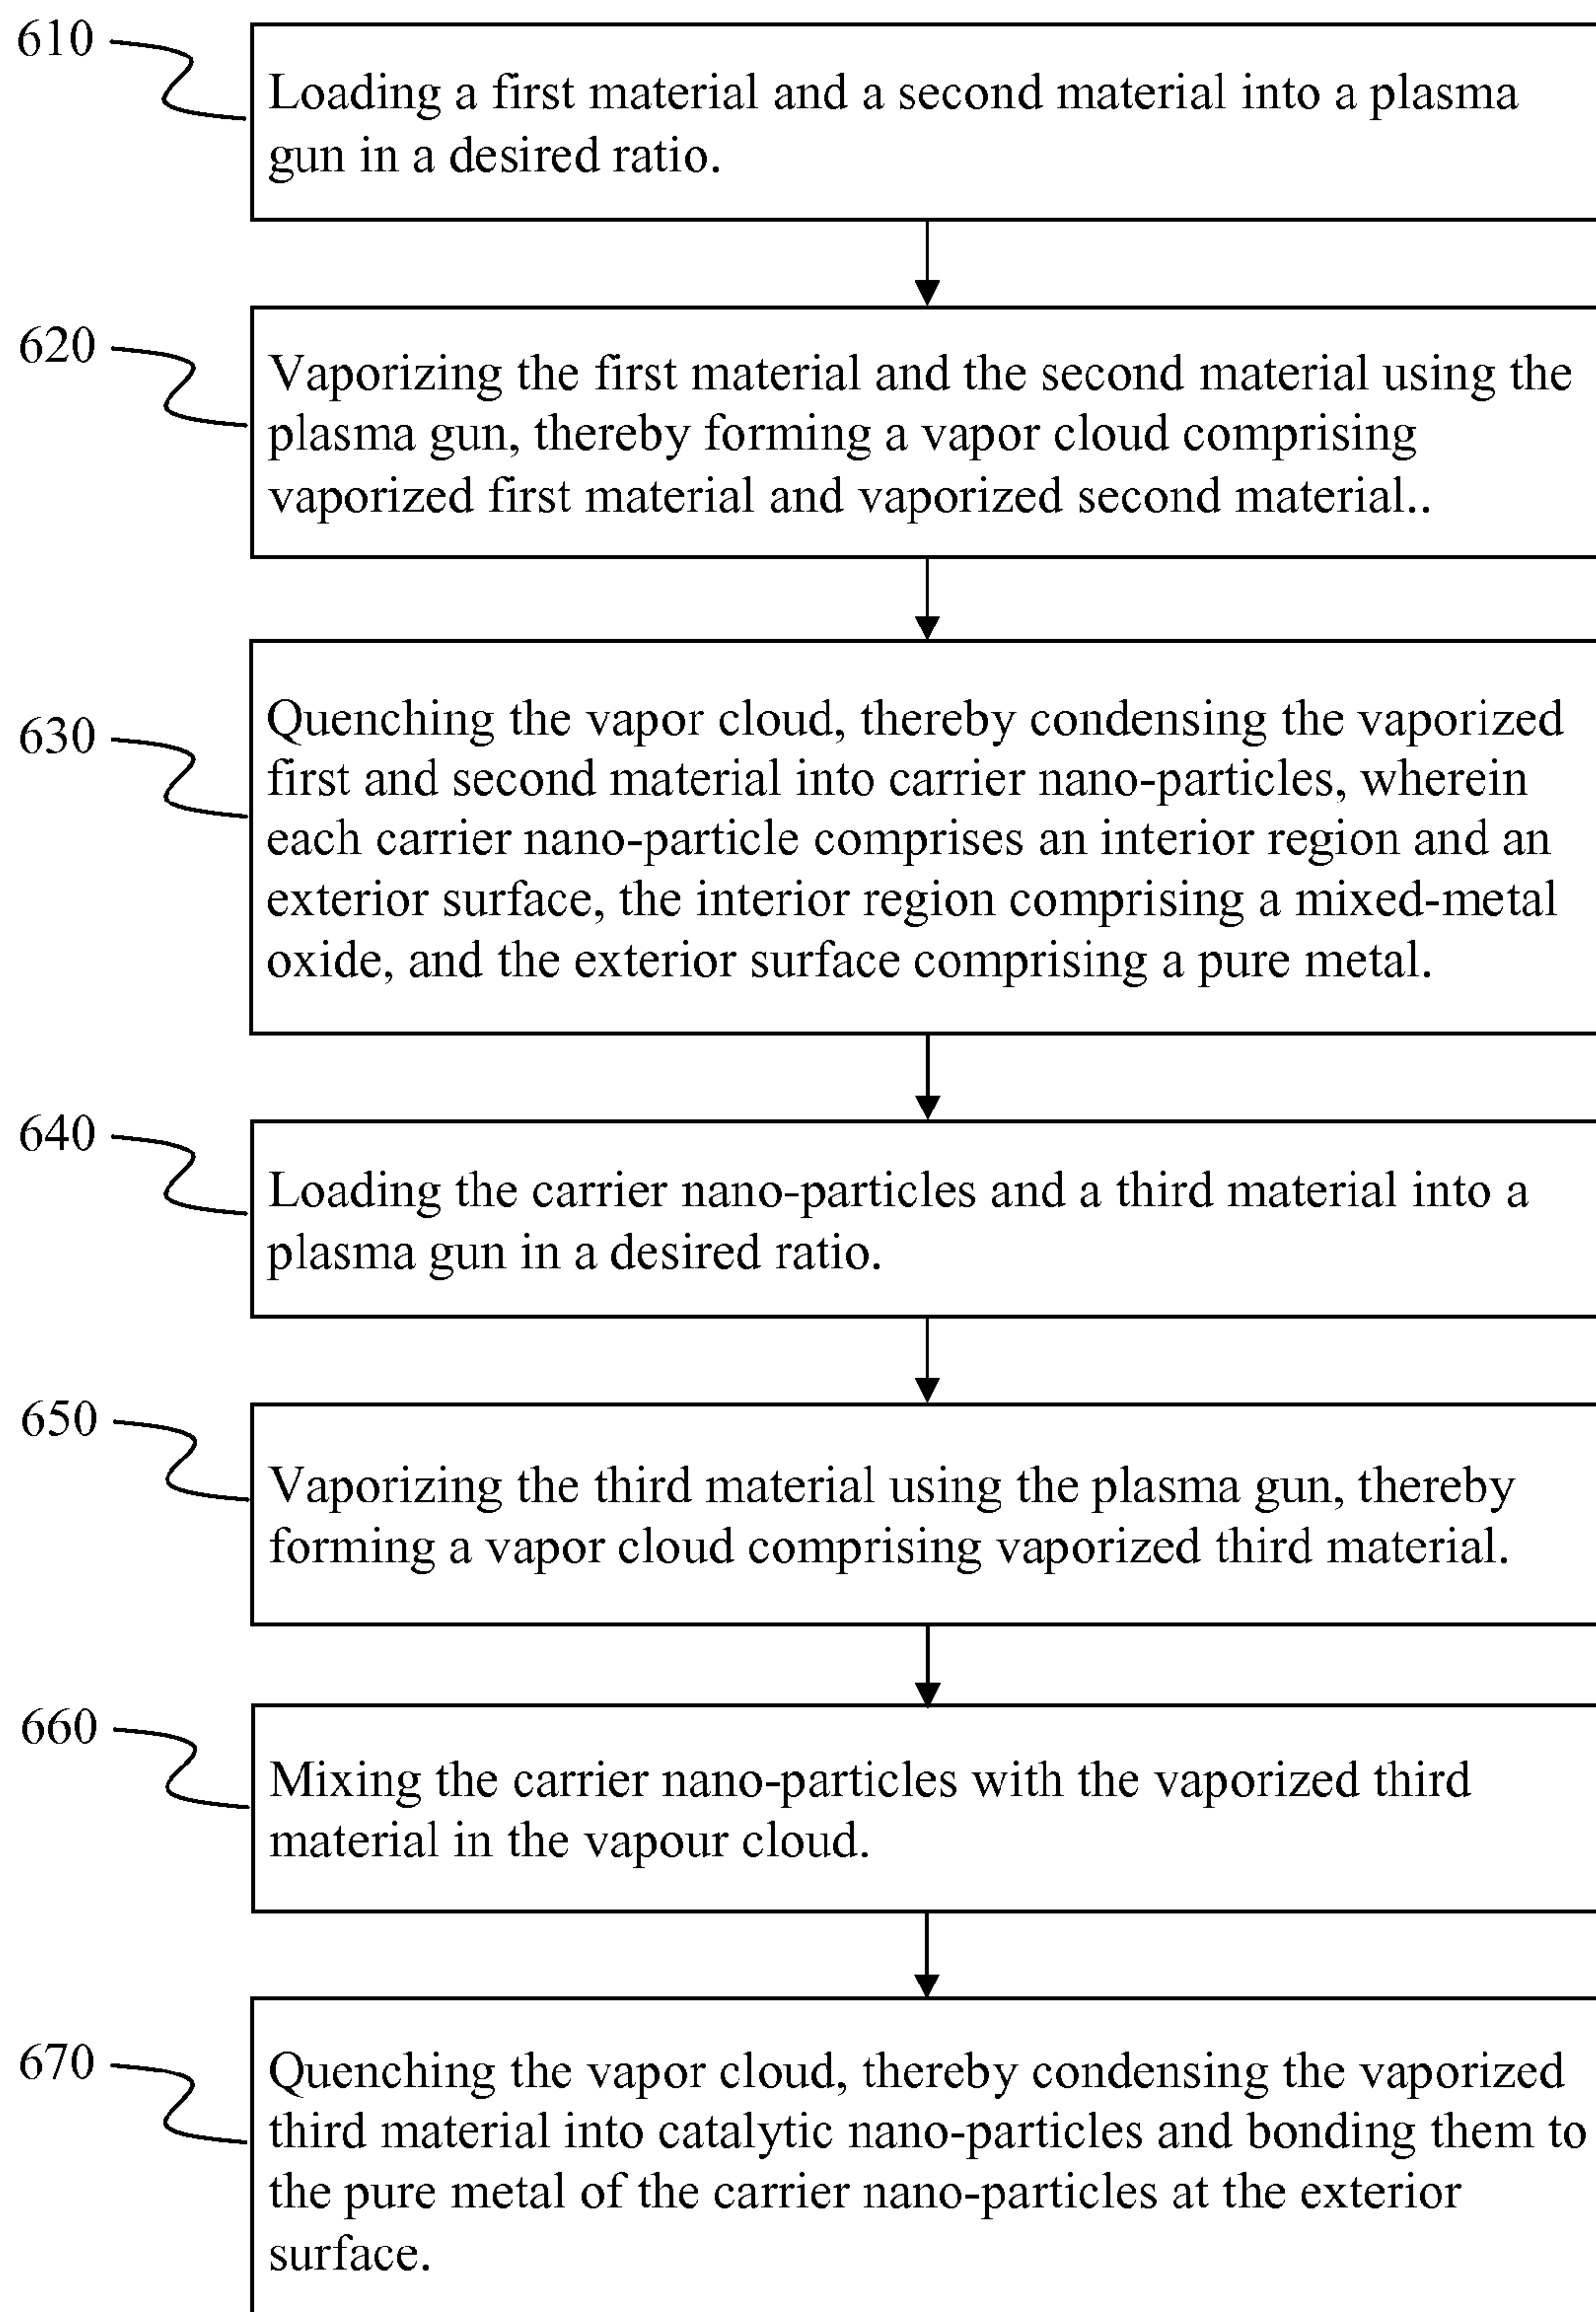 610
Loading a first material and a second material into a plasma
gun in a desired ratio.
620
Vaporizing the first material and the second material using the
plasma gun, thereby forming a vapor cloud comprising
vaporized first material and vaporized second material..
630
Quenching the vapor cloud, thereby condensing the vaporized
first and second material into carrier nano-particles, wherein
each carrier nano-particle comprises an interior region and an
exterior surface, the interior region comprising a mixed-metal
oxide, and the exterior surface comprising a pure metal.
640
Loading the carrier nano-particles and a third material into a
plasma gun in a desired ratio.
650
Vaporizing the third material using the plasma gun, thereby
forming a vapor cloud comprising vaporized third material.
660
Mixing the carrier nano-particles with the vaporized third
material in the vapour cloud.
670
Quenching the vapor cloud, thereby condensing the vaporized
third material into catalytic nano-particles and bonding them to
the pure metal of the carrier nano-particles at the exterior
surface.